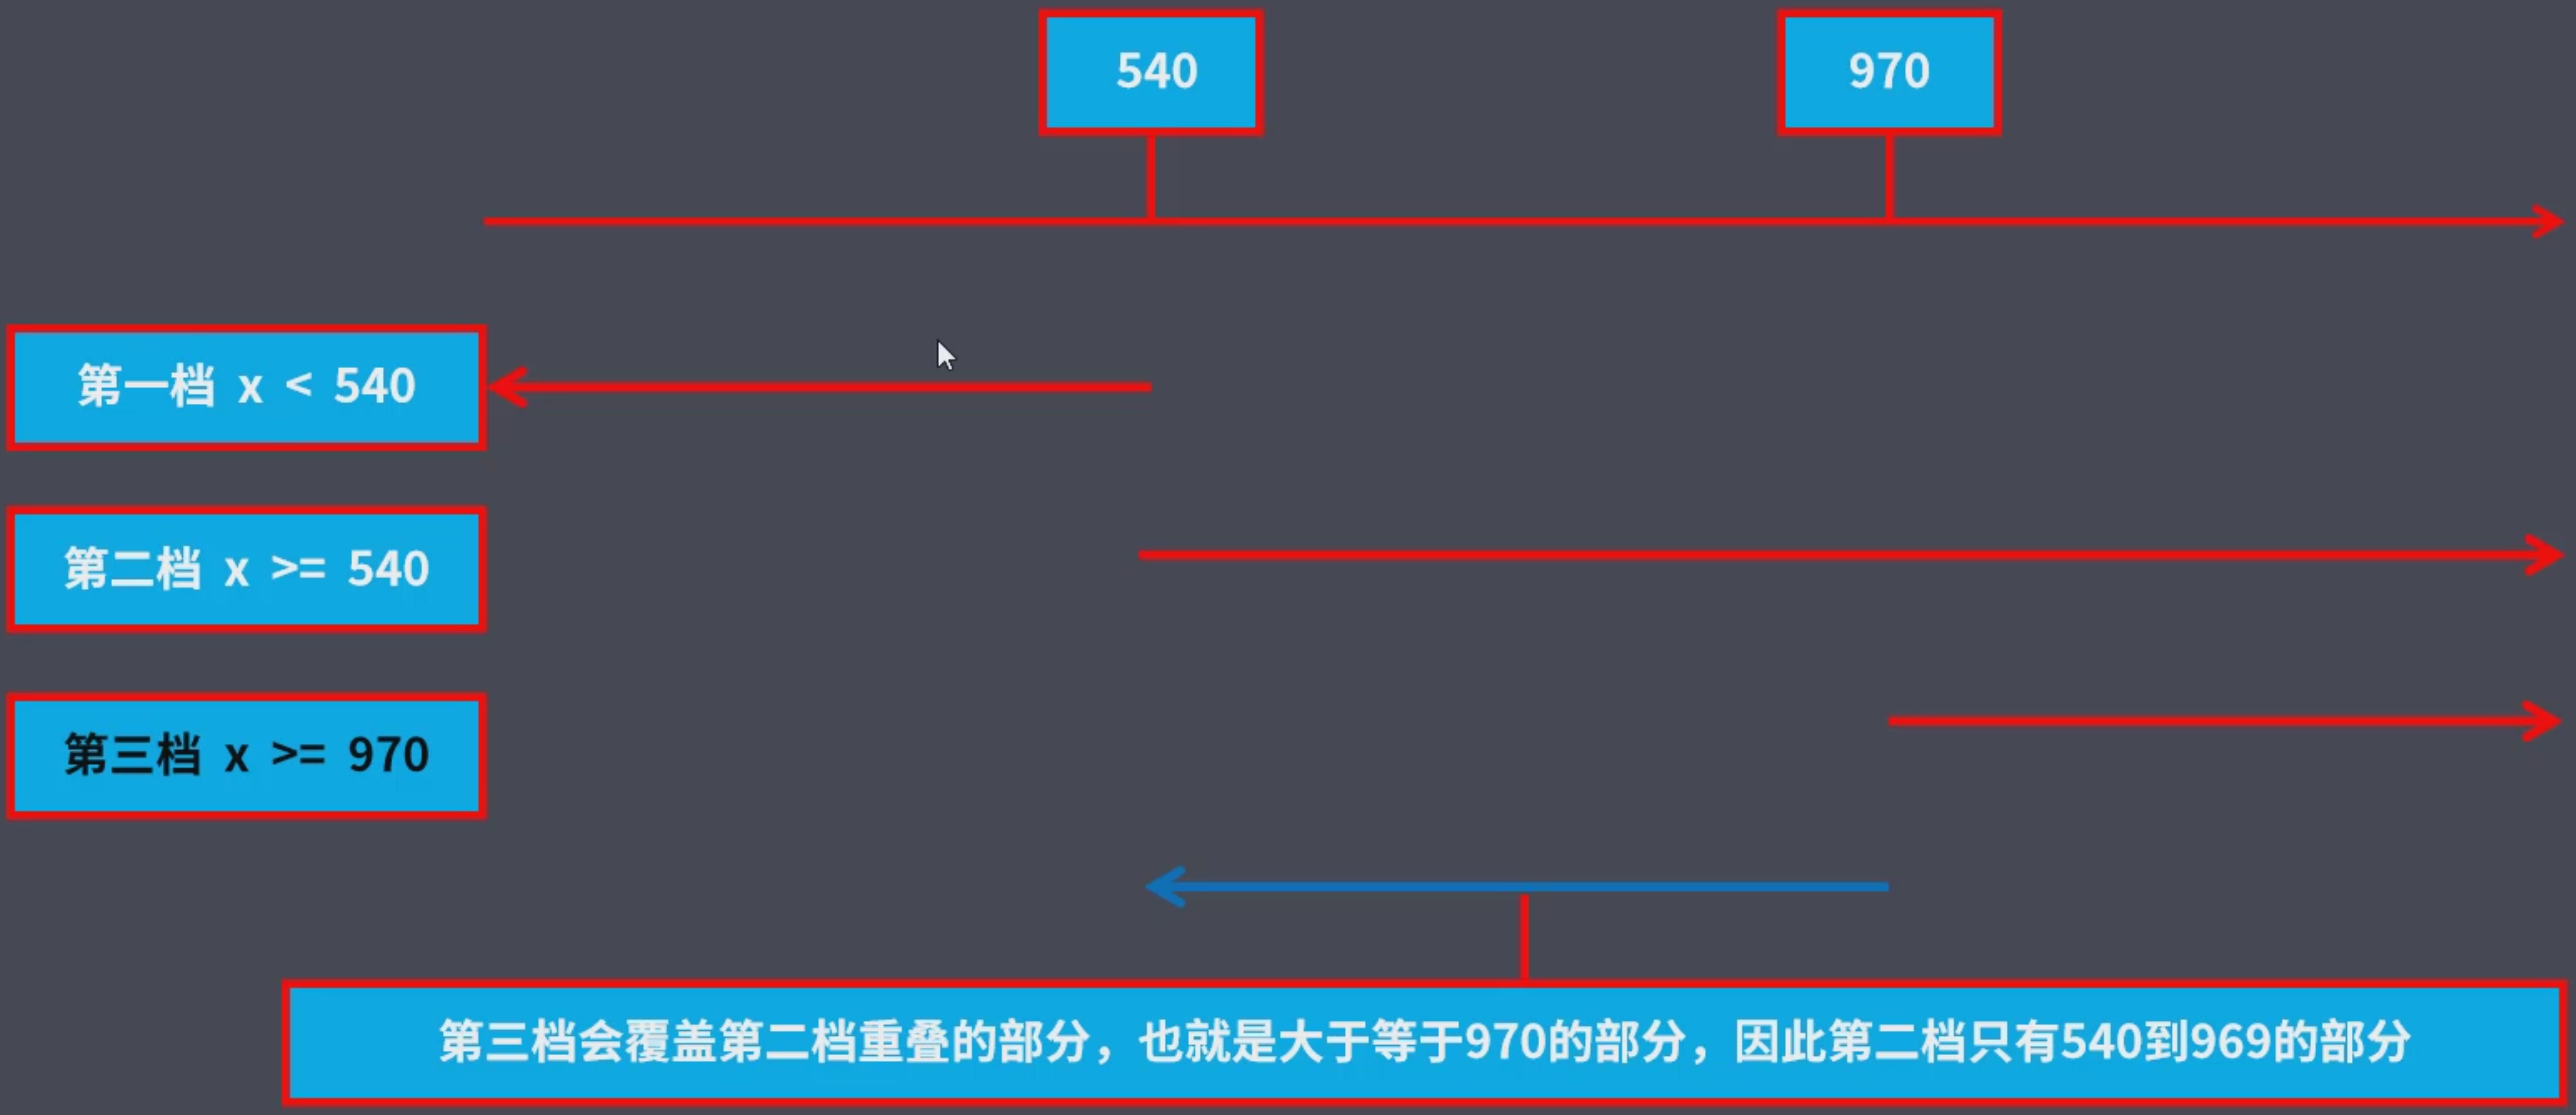 540
970
第一档 x < 540
第二档 x >= 540
第三档 x >= 970
第三档会覆盖第二档重叠的部分，也就是大于等于970的部分，因此第二档只有540到969的部分